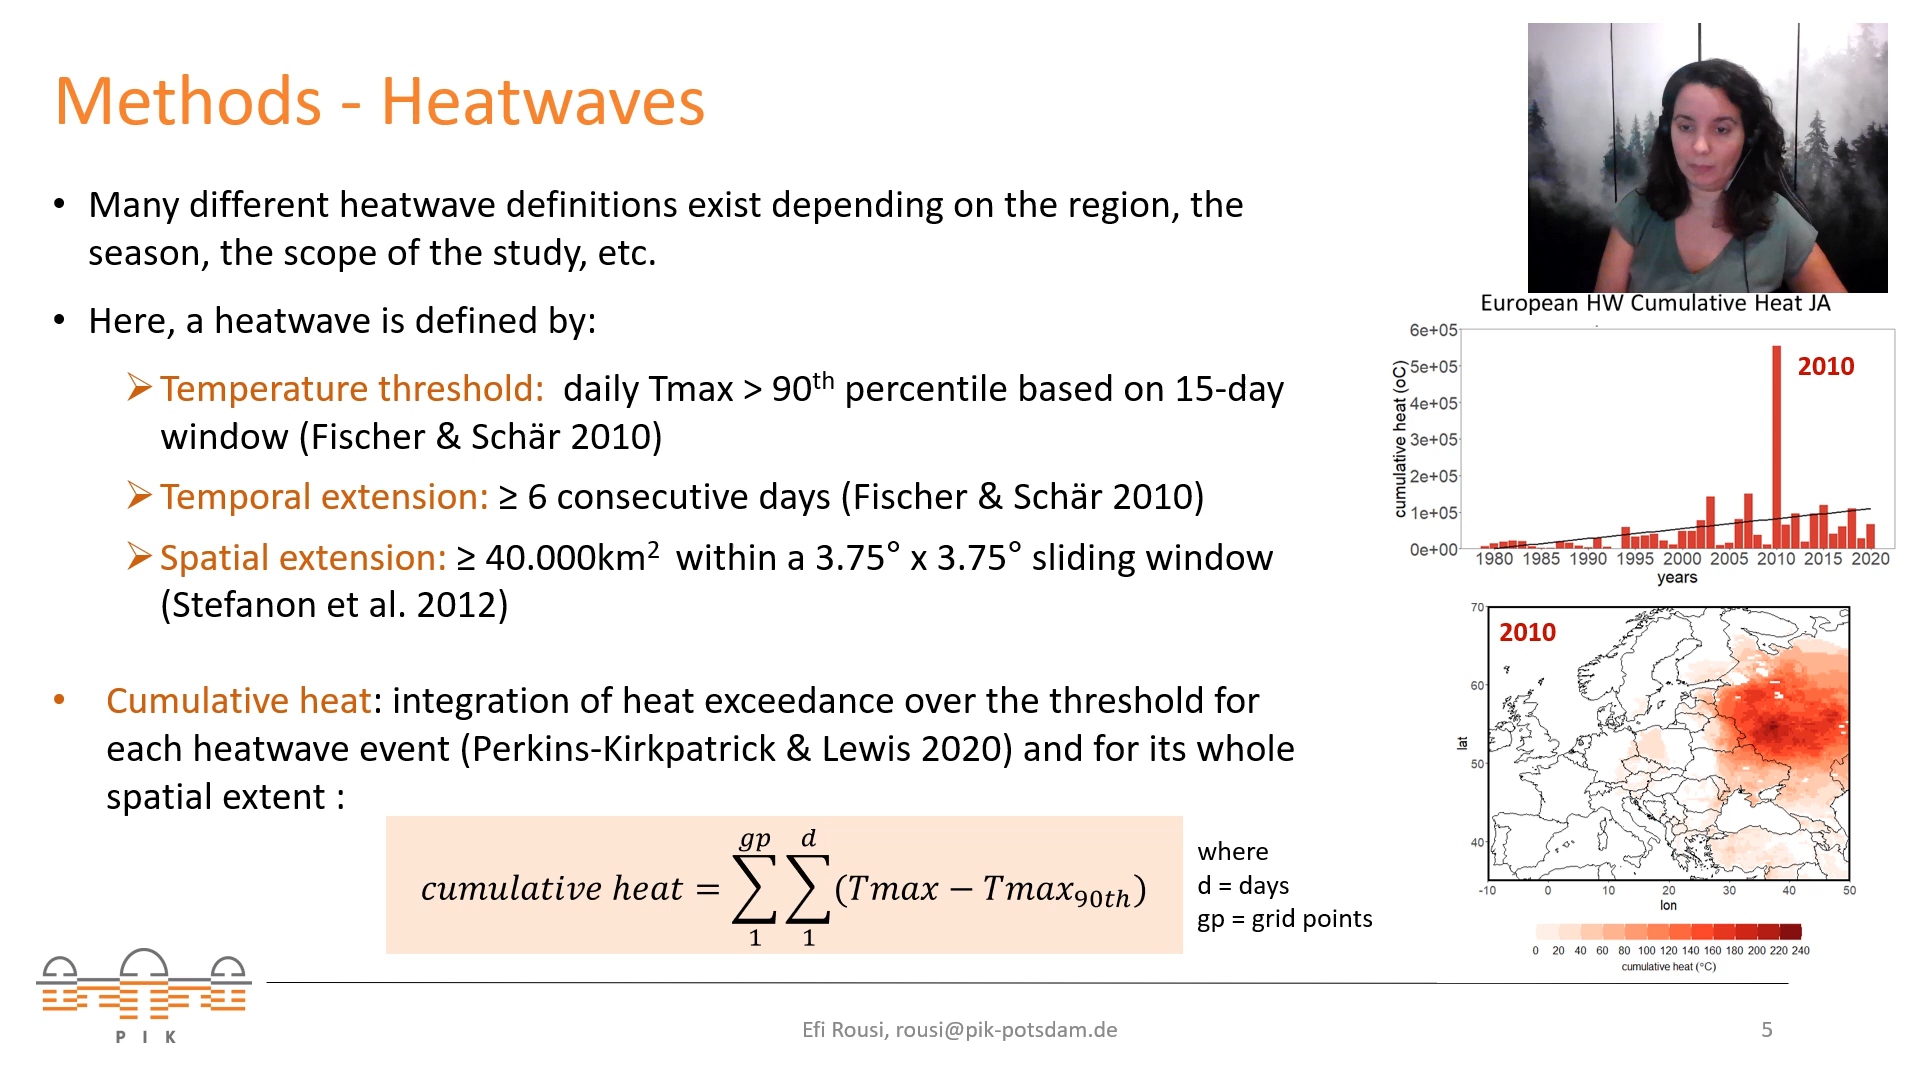 Methods - Heatwaves
• Many different heatwave definitions exist depending on the region, the
season, the scope of the study, etc.
• Here, a heatwave is defined by:
➢ Temperature threshold: daily Tmax > 90th percentile based on 15-day
window (Fischer & Schär 2010)
➢ Temporal extension: ≥ 6 consecutive days (Fischer & Schär 2010)
➢ Spatial extension: ≥ 40.000km² within a 3.75° x 3.75° sliding window
(Stefanon et al. 2012)
• Cumulative heat: integration of heat exceedance over the threshold for
each heatwave event (Perkins-Kirkpatrick & Lewis 2020) and for its whole
spatial extent :
gp d
cumulative heat = ∑ ∑ (Tmax − Tmax90th)
1 1
where
d = days
gp = grid points
European HW Cumulative Heat JA
cumulative heat (oC)
6e+05
5e+05
4e+05
3e+05
2e+05
1e+05
0e+00
2010
1980 1985 1990 1995 2000 2005 2010 2015 2020
years
2010
lat
70
60
50
40
-10 0 10 20 30 40 50
lon
0 20 40 60 80 100 120 140 160 180 200 220 240
cumulative heat (°C)
P I K
Efi Rousi, rousi@pik-potsdam.de
5